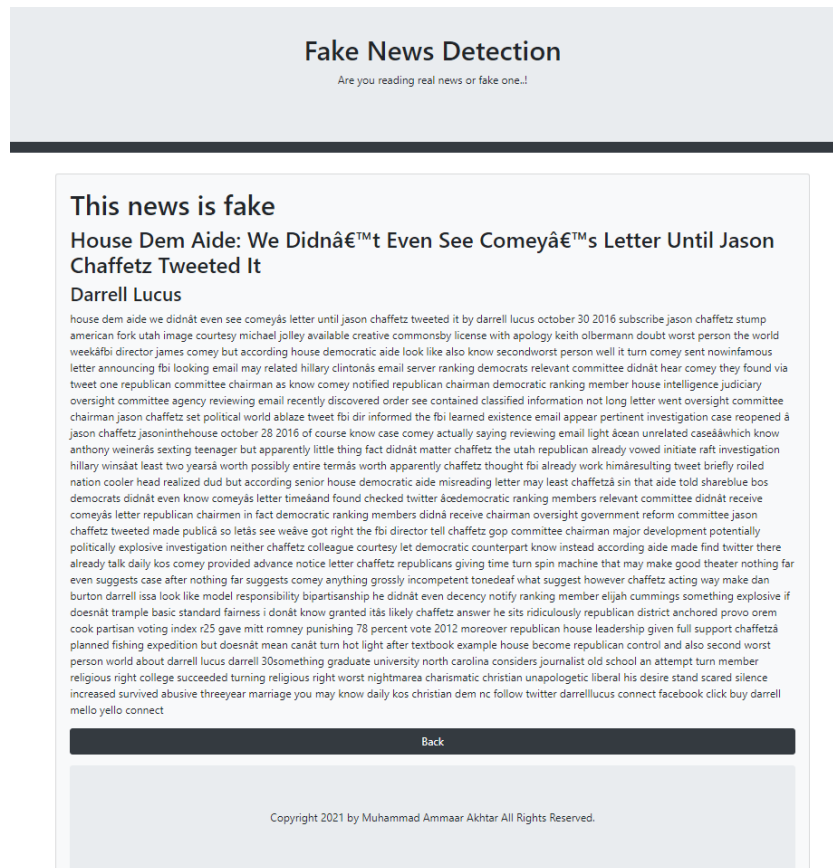 Fake News Detection
Are you reading real news or fake one..!
This news is fake
House Dem Aide: We Didnâ€™t Even See Comeyâ€™s Letter Until Jason
Chaffetz Tweeted It
Darrell Lucus
house dem aide we didnât even see comeyâs letter until jason chaffetz tweeted it by darrell lucus october 30 2016 subscribe jason chaffetz stump
american fork utah image courtesy michael jolley available creative commonsby license with apology keith olbermann doubt worst person the world
weekâfbi director james comey but according house democratic aide look like also know secondworst person well it turn comey sent nowinfamous
letter announcing fbi looking email may related hillary clintonâs email server ranking democrats relevant committee didnât hear comey they found via
tweet one republican committee chairman as know comey notified republican chairman democratic ranking member house intelligence judiciary
oversight committee agency reviewing email recently discovered order see contained classified information not long letter went oversight committee
chairman jason chaffetz set political world ablaze tweet fbi dir informed the fbi learned existence email appear pertinent investigation case reopened â
jason chaffetz jasoninthehouse october 28 2016 of course know case comey actually saying reviewing email light âœan unrelated caseââwhich know
anthony weinerâs sexting teenager but apparently little thing fact didnât matter chaffetz the utah republican already vowed initiate raft investigation
hillary winsâat least two yearsâ worth possibly entire termâs worth apparently chaffetz thought fbi already work himâresulting tweet briefly roiled
nation cooler head realized dud but according senior house democratic aide misreading letter may least chaffetzâ sin that aide told shareblue bos
democrats didnât even know comeyâs letter timeâand found checked twitter âœdemocratic ranking members relevant committee didnât receive
comeyâs letter republican chairmen in fact democratic ranking members didnâ receive chairman oversight government reform committee jason
chaffetz tweeted made publicâ so letâs see weâve got right the fbi director tell chaffetz gop committee chairman major development potentially
politically explosive investigation neither chaffetz colleague courtesy let democratic counterpart know instead according aide made find twitter there
already talk daily kos comey provided advance notice letter chaffetz republicans giving time turn spin machine that may make good theater nothing far
even suggests case after nothing far suggests comey anything grossly incompetent tonedeaf what suggest however chaffetz acting way make dan
burton darrell issa look like model responsibility bipartisanship he didnât even decency notify ranking member elijah cummings something explosive if
doesnât trample basic standard fairness i donât know granted itâs likely chaffetz answer he sits ridiculously republican district anchored provo orem
cook partisan voting index r25 gave mitt romney punishing 78 percent vote 2012 moreover republican house leadership given full support chaffetzâ
planned fishing expedition but doesnât mean canât turn hot light after textbook example house become republican control and also second worst
person world about darrell lucus darrell 30something graduate university north carolina considers journalist old school an attempt turn member
religious right college succeeded turning religious right worst nightmarea charismatic christian unapologetic liberal his desire stand scared silence
increased survived abusive threeyear marriage you may know daily kos christian dem nc follow twitter darrelllucus connect facebook click buy darrell
mello yello connect
Back
Copyright 2021 by Muhammad Ammaar Akhtar All Rights Reserved.